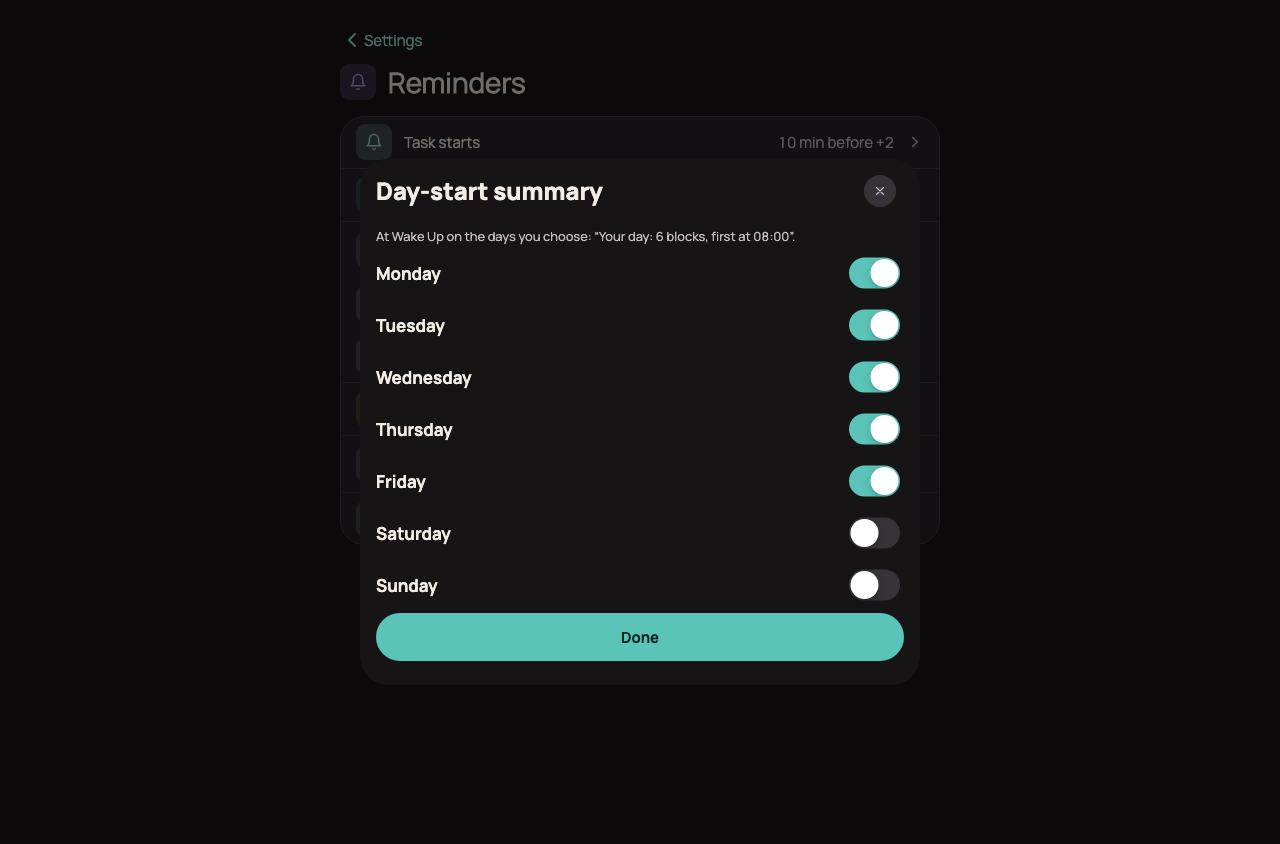 Settings
Reminders
Task starts 10 min before +2
Day-start summary
At Wake Up on the days you choose: “Your day: 6 blocks, first at 08:00”.
Monday
Tuesday
Wednesday
Thursday
Friday
Saturday
Sunday
Done